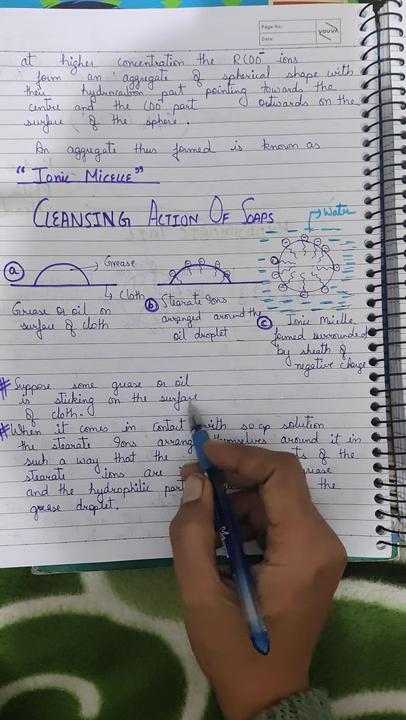 Page No.:
Date:
YOUVA
at higher concentration the RCOO⁻ ions
form an aggregate of spherical shape with
their hydrocarbon part pointing towards the
centre and the COO⁻ part outwards on the
surface of the sphere.
An aggregate thus formed is known as
"IONIC MICELLE"
CLEANSING ACTION OF SOAPS
Water
a
Grease
Cloth
Grease or oil on
surface of cloth
b Stearate Ions
arranged around the
oil droplet
c Ionic Micelle
formed surrounded
by sheath of
negative charge
# Suppose some grease or oil
is sticking on the surface
of cloth.
# When it comes in contact with soap solution
the stearate Ions themselves around it in
such a way that the of the
stearate ions are
and the hydrophilic the
grease droplet.